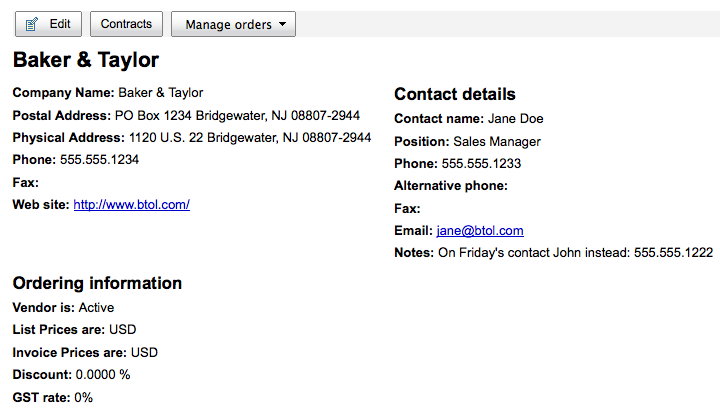 Edit Contracts Manage orders
Baker & Taylor
Company Name: Baker & Taylor
Postal Address: PO Box 1234 Bridgewater, NJ 08807-2944
Physical Address: 1120 U.S. 22 Bridgewater, NJ 08807-2944
Phone: 555.555.1234
Fax:
Web site: http://www.btol.com/
Contact details
Contact name: Jane Doe
Position: Sales Manager
Phone: 555.555.1233
Alternative phone:
Fax:
Email: jane@btol.com
Notes: On Friday's contact John instead: 555.555.1222
Ordering information
Vendor is: Active
List Prices are: USD
Invoice Prices are: USD
Discount: 0.0000 %
GST rate: 0%